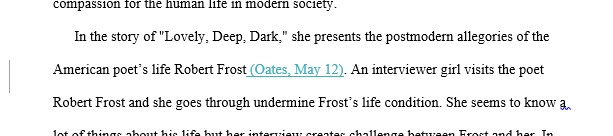 compassion for the human life in modern society.
In the story of "Lovely, Deep, Dark," she presents the postmodern allegories of the
American poet's life Robert Frost (Oates, May 12). An interviewer girl visits the poet
Robert Frost and she goes through undermine Frost's life condition. She seems to know a
lot of things about his life but her interview creates challenge between Frost and her. In